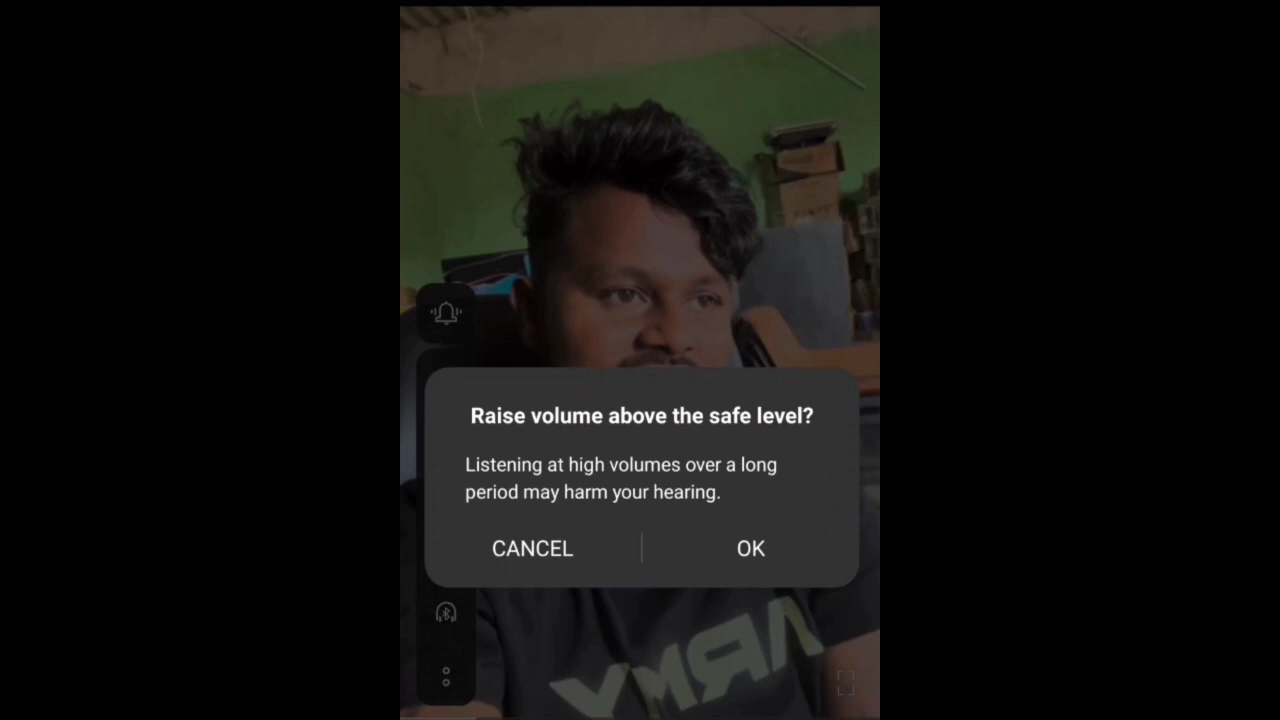 Raise volume above the safe level?
Listening at high volumes over a long
period may harm your hearing.
CANCEL
OK
ARMY